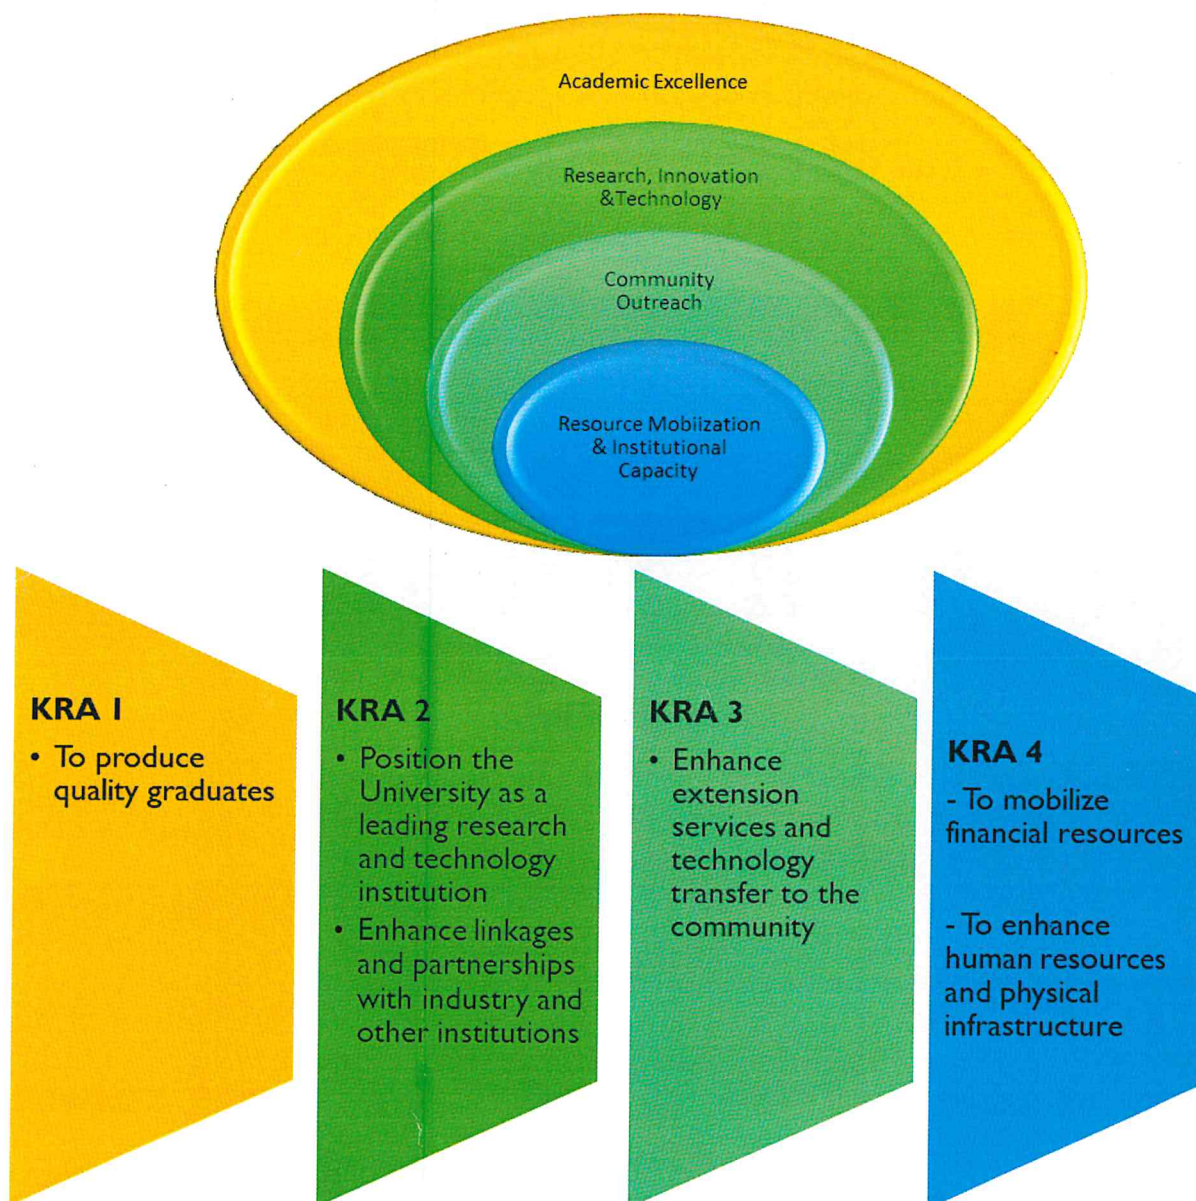 Academic Excellence
Research, Innovation
&Technology
Community
Outreach
Resource Mobiization
& Institutional
Capacity
KRA I
• To produce
quality graduates
KRA 2
• Position the
University as a
leading research
and technology
institution
• Enhance linkages
and partnerships
with industry and
other institutions
KRA 3
• Enhance
extension
services and
technology
transfer to the
community
KRA 4
- To mobilize
financial resources
- To enhance
human resources
and physical
infrastructure